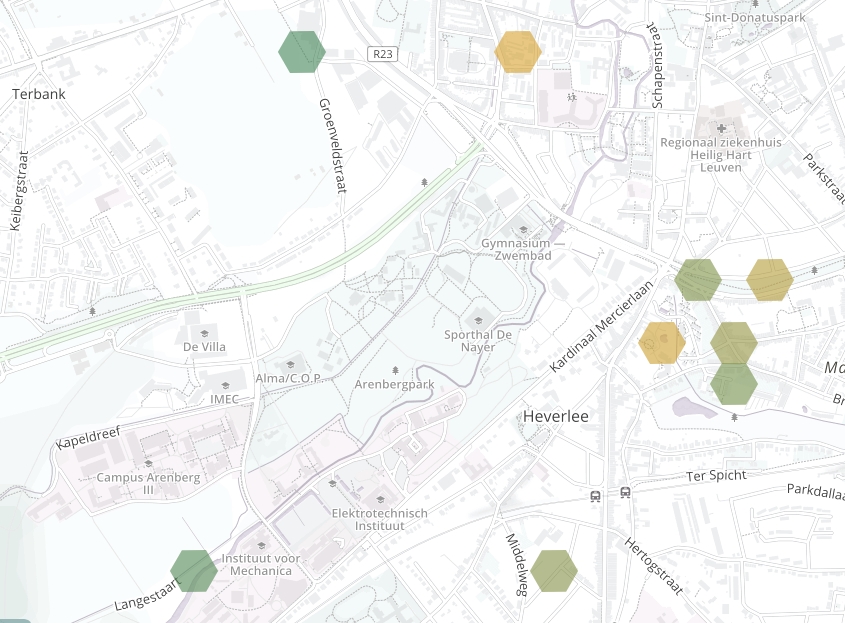 Sint-Donatuspark
R23
Schapenstraat
Terbank
Groenveldstraat
Regionaal ziekenhuis
Heilig Hart
Leuven
Parkstraat
Keibergstraat
Gymnasium
Zwembad
Kardinaal Mercierlaan
De Villa
Sporthal De
Nayer
Alma/C.O.P.
Arenbergpark
IMEC
Heverlee
Kapeldreef
Campus Arenberg
III
Ter Spicht
Parkdallaa
Elektrotechnisch
Instituut
Instituut voor
Mechanica
Middelweg
Hertogstraat
Langestaart